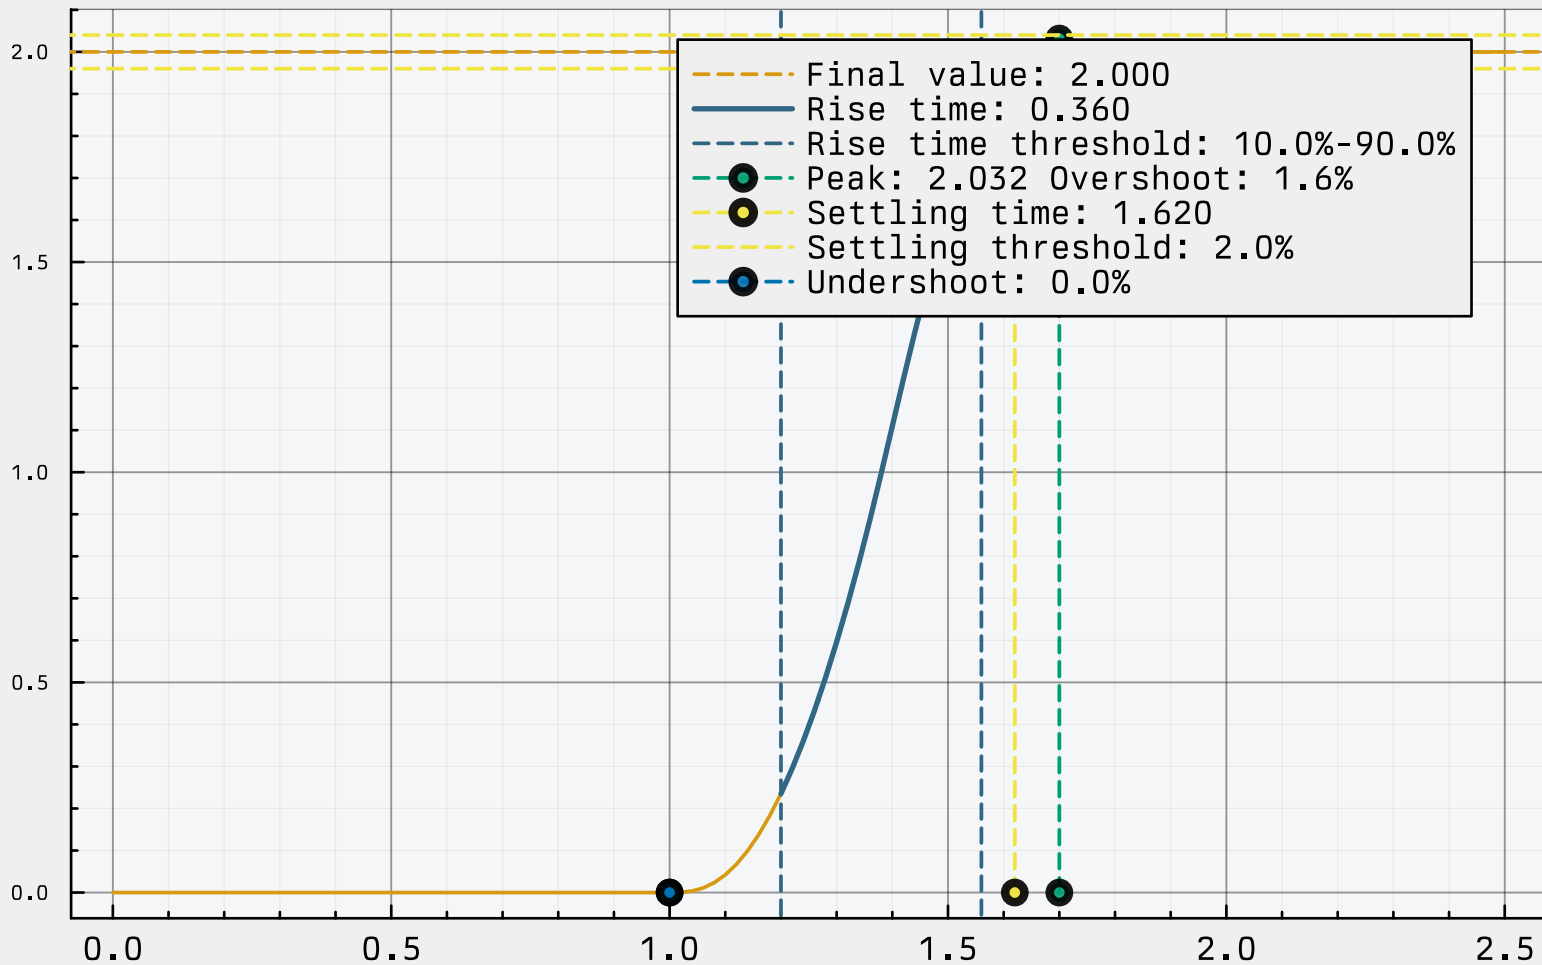 2.0
1.5
1.0
0.5
0.0
Final value: 2.000
Rise time: 0.360
Rise time threshold: 10.0%-90.0%
Peak: 2.032 Overshoot: 1.6%
Settling time: 1.620
Settling threshold: 2.0%
Undershoot: 0.0%
0.0 0.5 1.0 1.5 2.0 2.5